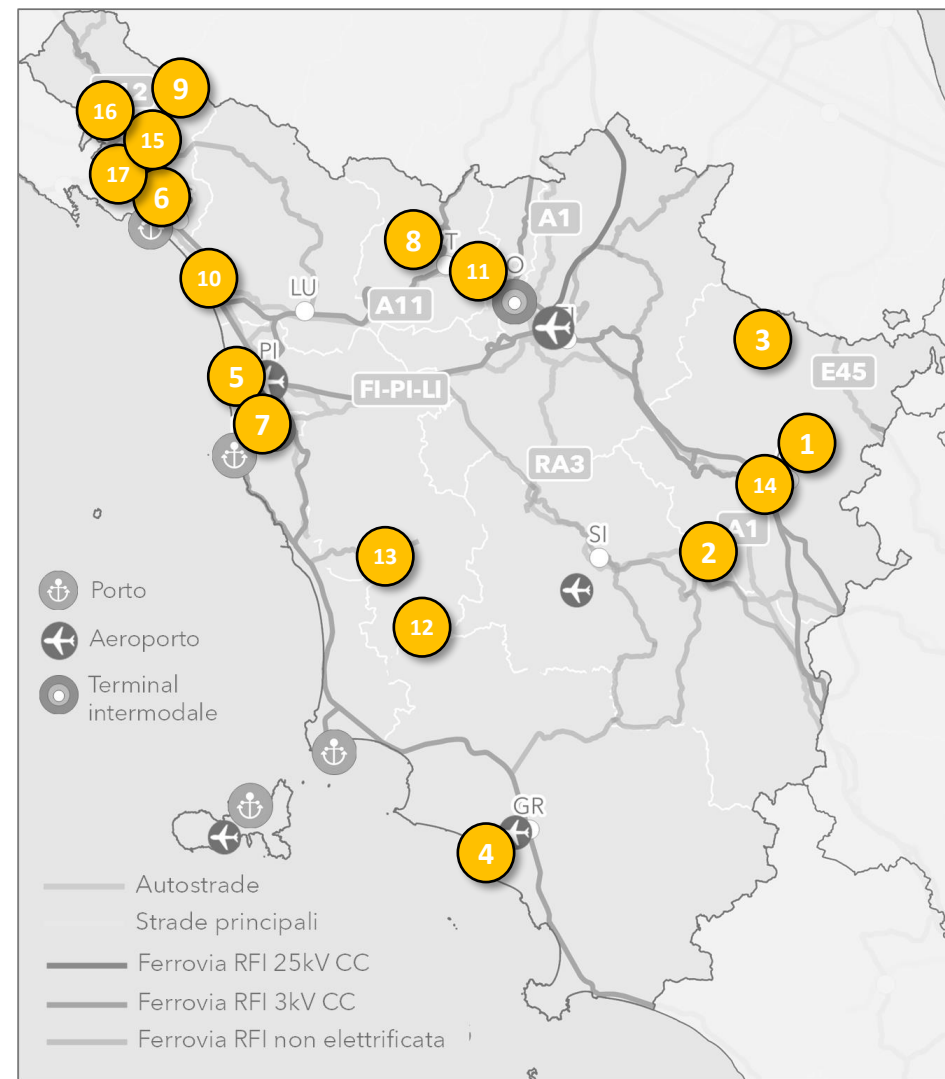 9
16
15
17
6
A1
8
T
11
O
10
LU
A11
3
PI
E45
5
FI-PI-LI
7
1
RA3
14
A1
SI
2
13
Porto
12
Aeroporto
Terminal
intermodale
GR
4
Autostrade
Strade principali
Ferrovia RFI 25kV CC
Ferrovia RFI 3kV CC
Ferrovia RFI non elettrificata